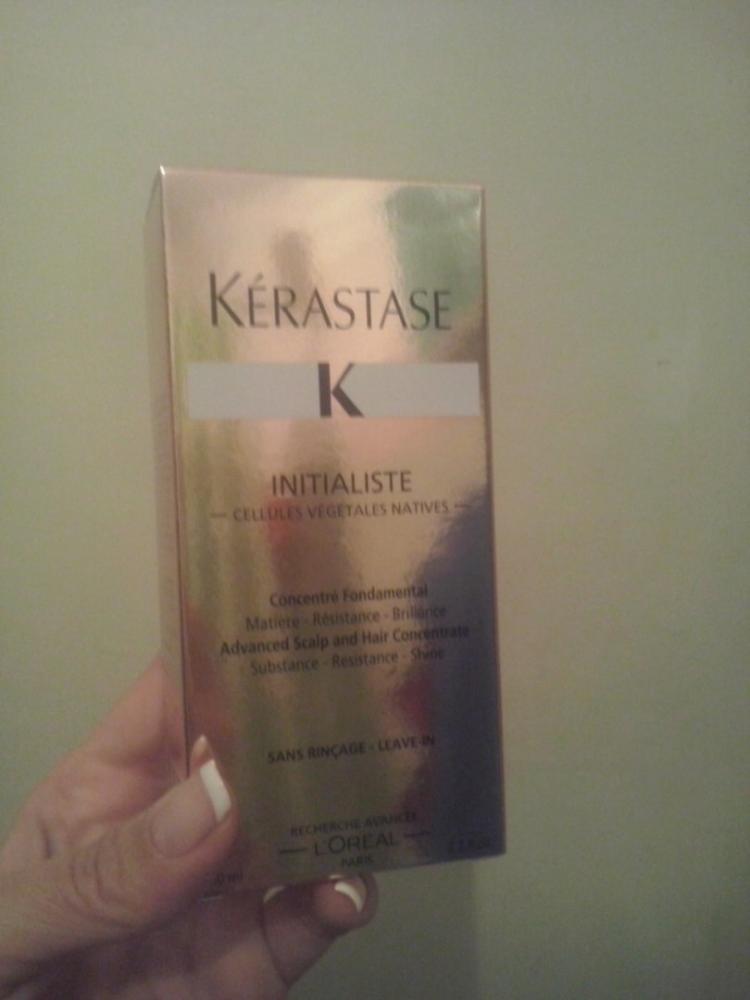 KÉRASTASE
K
INITIALISTE
— CELLULES VÉGÉTALES NATIVES —
Concentré Fondamental
Matière - Résistance - Brillance
Advanced Scalp and Hair Concentrate
Substance - Resistance - Shine
SANS RINÇAGE - LEAVE-IN
RECHERCHE AVANCÉE
— L'ORÉAL —
PARIS